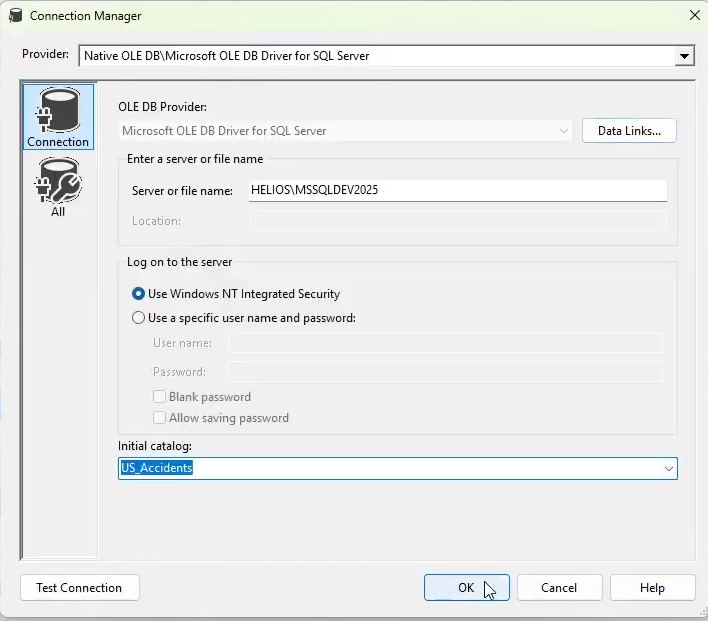 Connection Manager
Provider: Native OLE DB\Microsoft OLE DB Driver for SQL Server
Connection
All
OLE DB Provider:
Microsoft OLE DB Driver for SQL Server Data Links...
Enter a server or file name
Server or file name: HELIOS\MSSQLDEV2025
Location:
Log on to the server
Use Windows NT Integrated Security
Use a specific user name and password:
User name:
Password:
Blank password
Allow saving password
Initial catalog:
US_Accidents
Test Connection OK Cancel Help